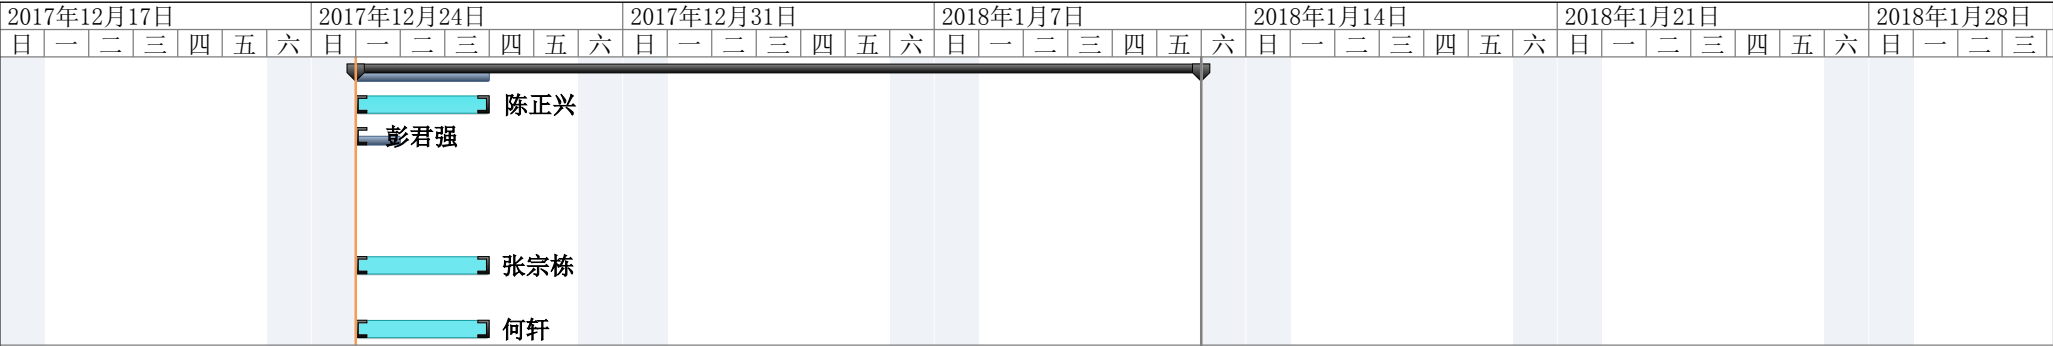 2017年12月17日 2017年12月24日 2017年12月31日 2018年1月7日 2018年1月14日 2018年1月21日 2018年1月28日
日 一 二 三 四 五 六 日 一 二 三 四 五 六 日 一 二 三 四 五 六 日 一 二 三 四 五 六 日 一 二 三 四 五 六 日 一 二 三 四 五 六 日 一 二 三
陈正兴
彭君强
张宗栋
何轩